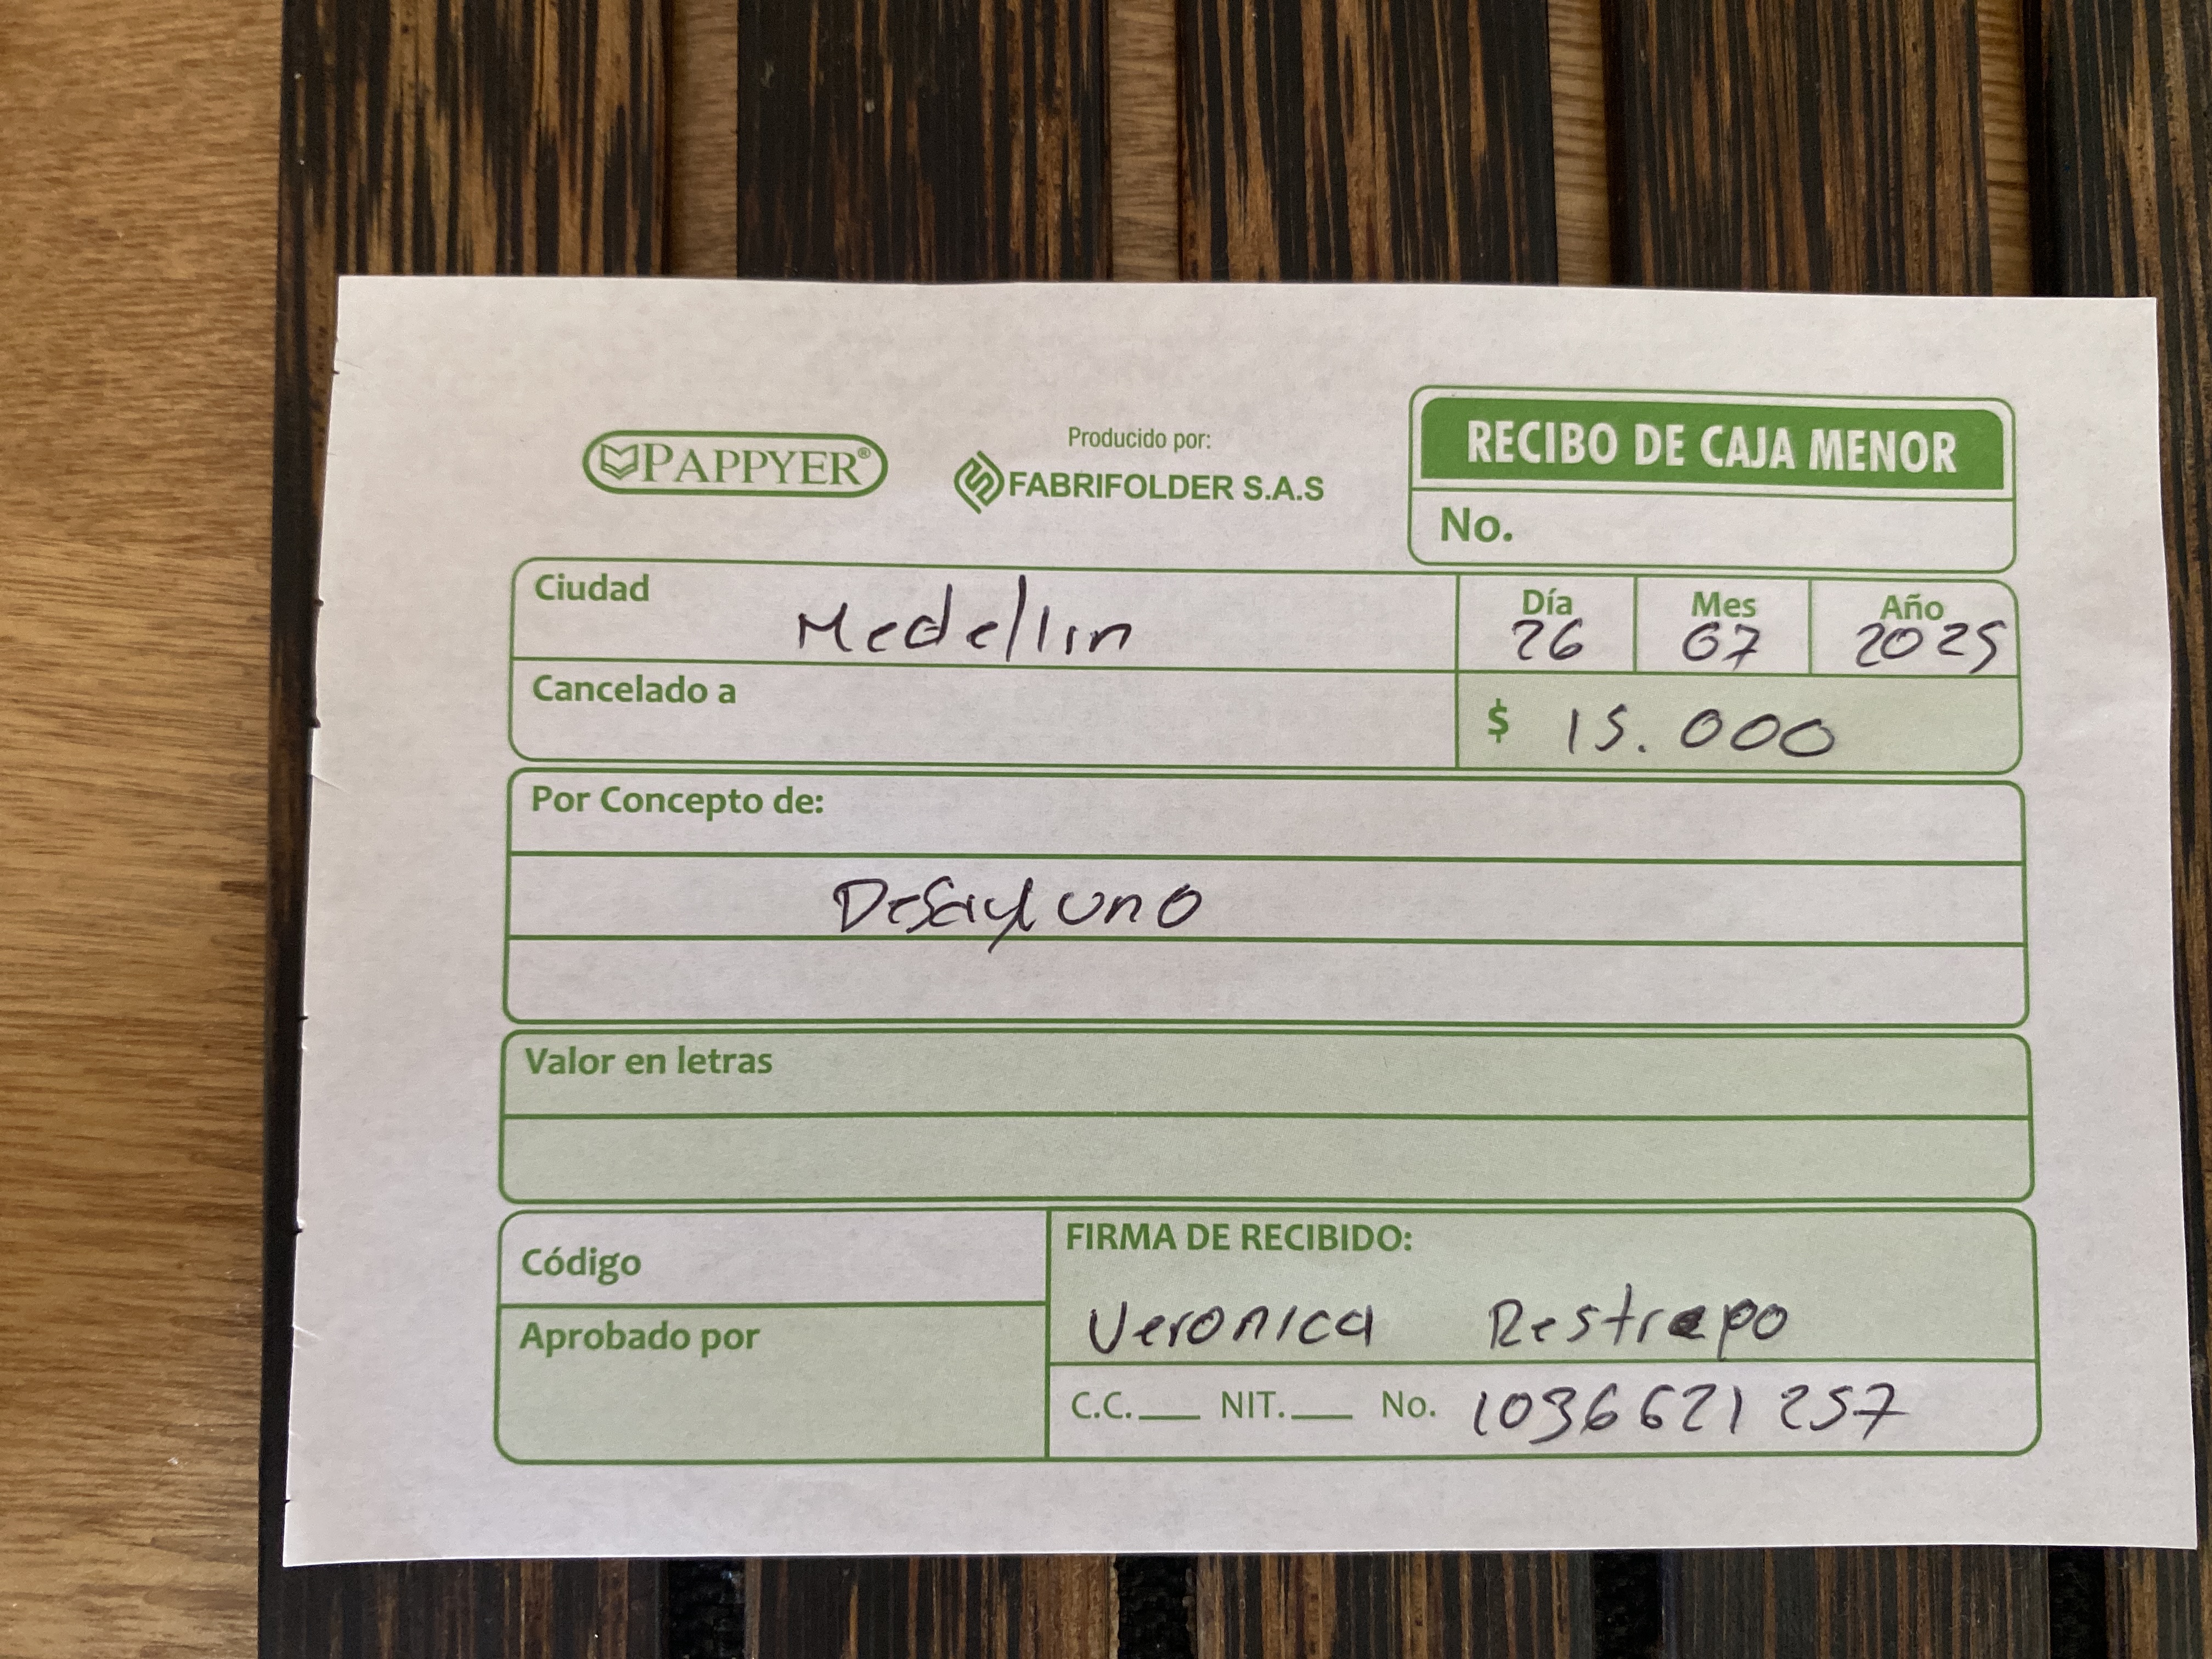 PAPPYER®
Producido por:
FABRIFOLDER S.A.S
RECIBO DE CAJA MENOR
No.
Ciudad Medellin
Día Mes Año
26 07 2025
Cancelado a
$ 15.000
Por Concepto de:
Desayuno
Valor en letras
Código
Aprobado por
FIRMA DE RECIBIDO:
Veronica Restrepo
C.C.___ NIT.___ No. 1036621257